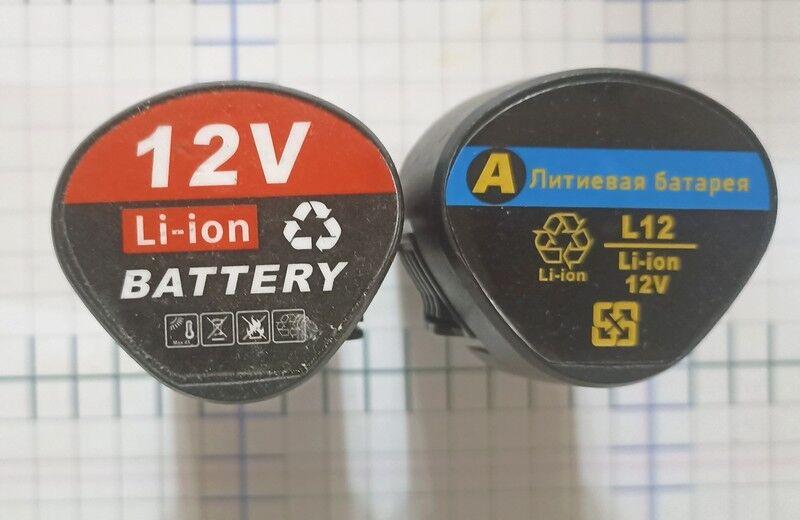 12V
Li-ion
BATTERY
A Литиевая батарея
L12
Li-ion
Li-ion
12V